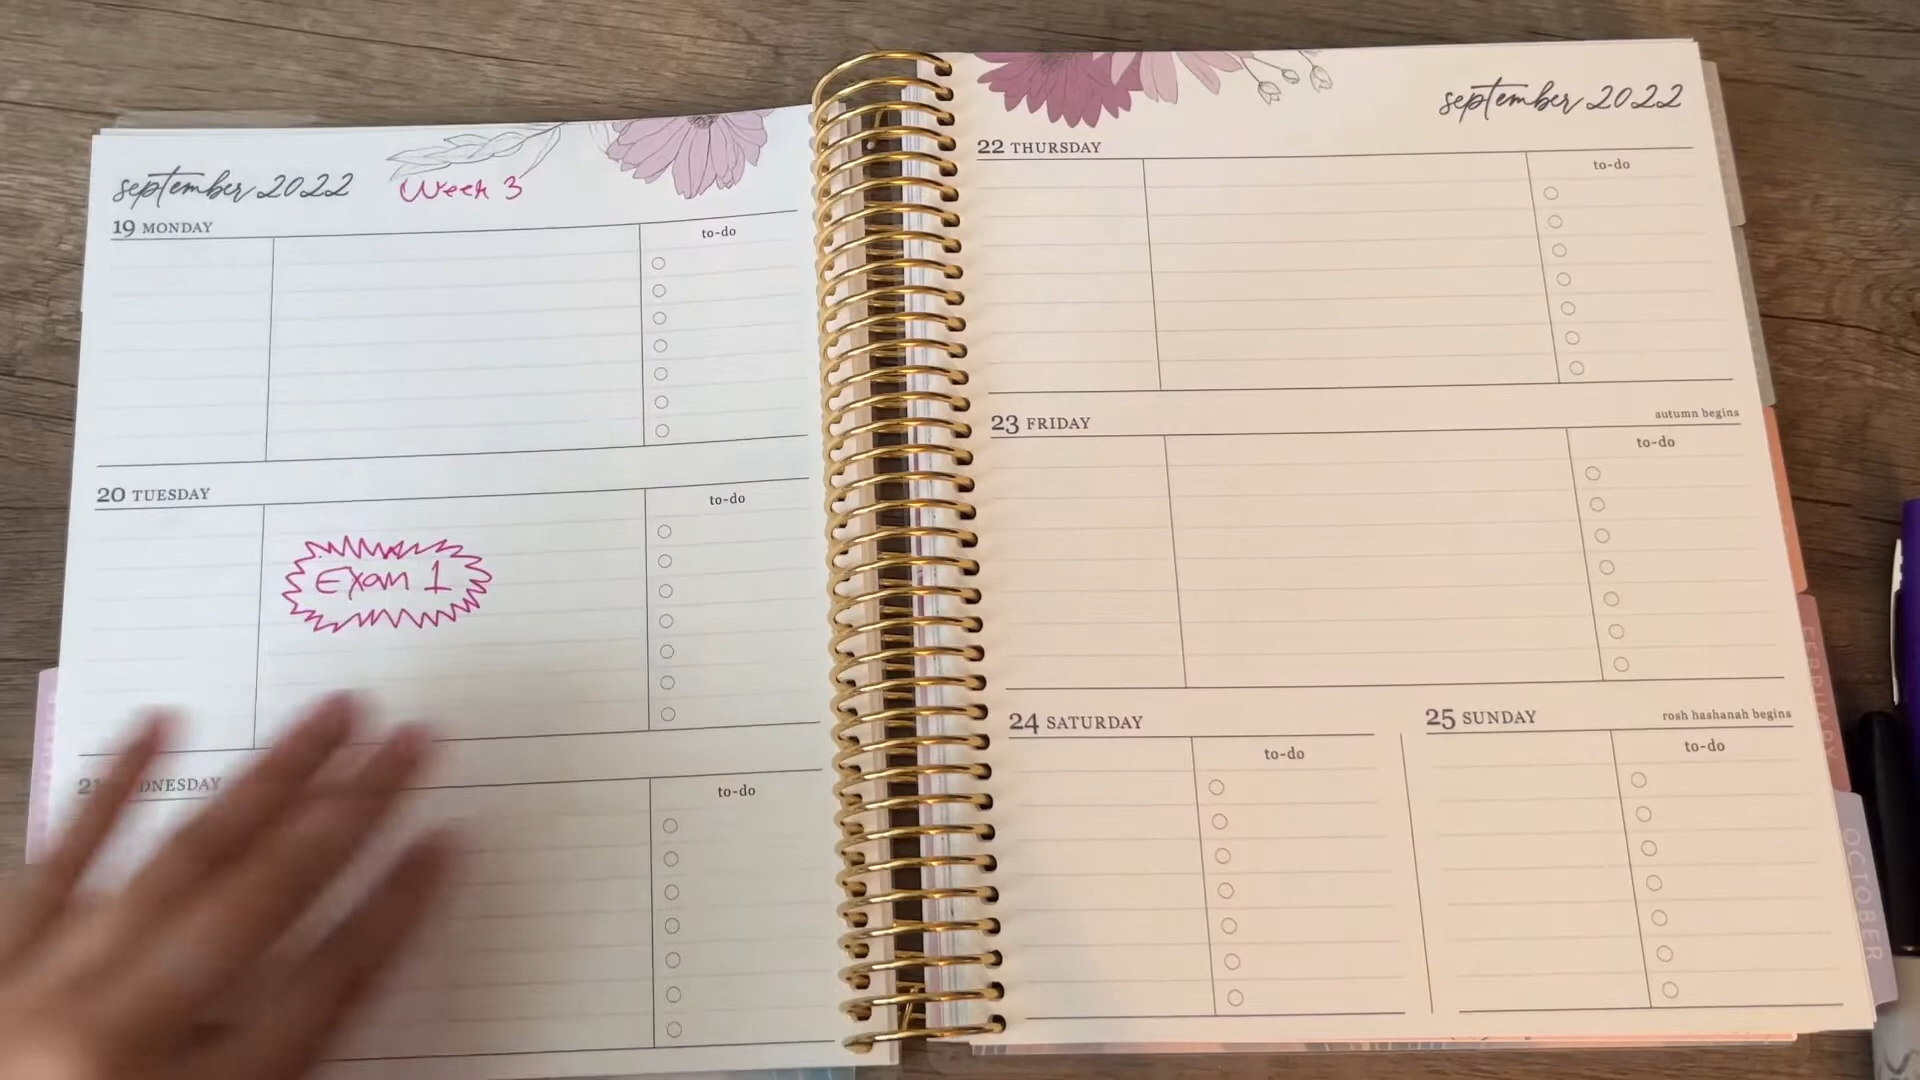 september 2022 Week 3
19 MONDAY
to-do
20 TUESDAY
to-do
Exam 1
to-do
september 2022
22 THURSDAY
to-do
23 FRIDAY
autumn begins
to-do
24 SATURDAY
to-do
25 SUNDAY
rosh hashanah begins
to-do
FEBRUARY
OCTOBER